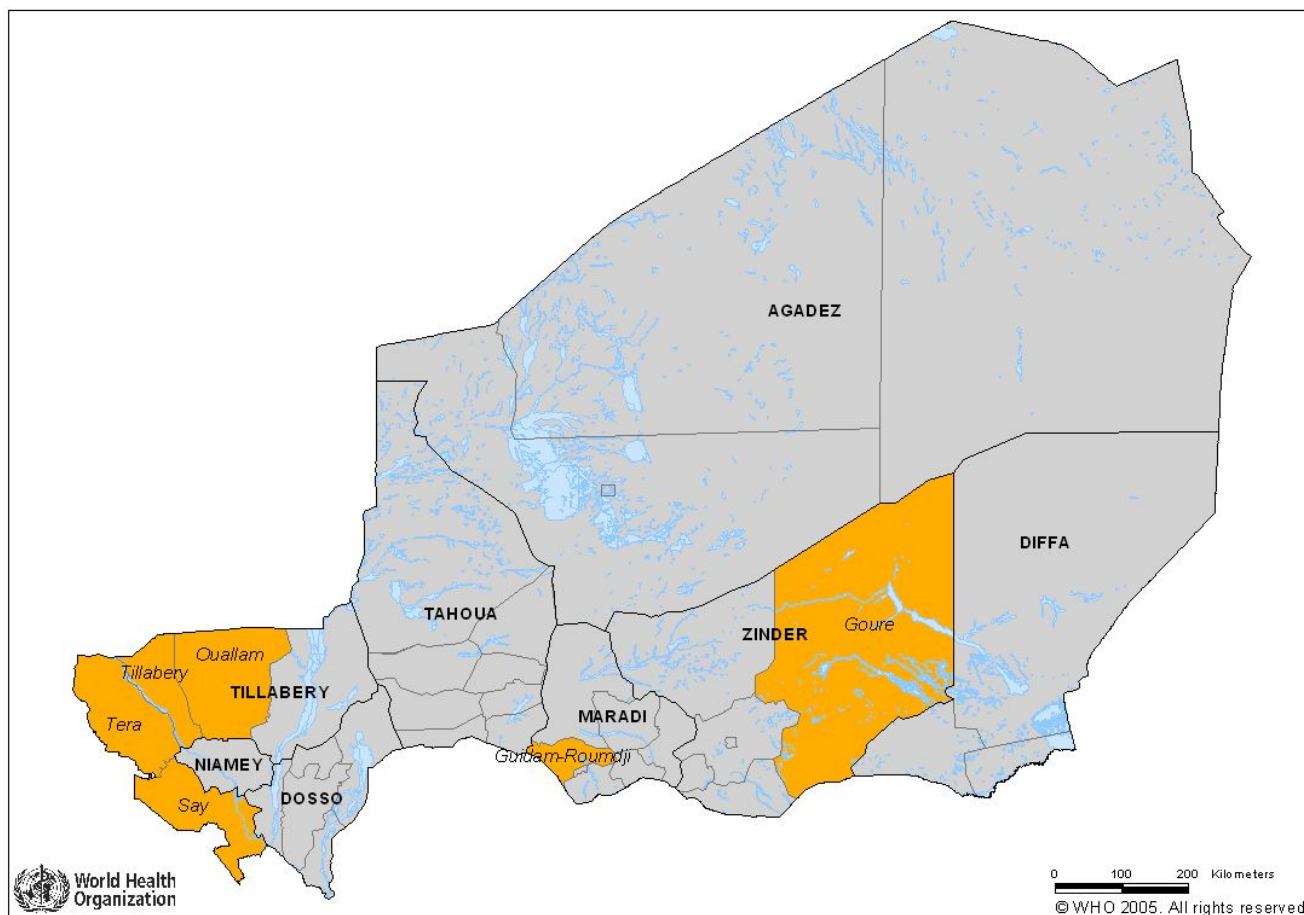 AGADEZ
DIFFA
TAHOUA
ZINDER
Goure
Ouallam
Tillabery
TILLABERY
Tera
MARADI
Guidam-Roumdji
NIAMEY
DOSSO
Say
World Health
Organization
0 100 200 Kilometers
© WHO 2005. All rights reserved